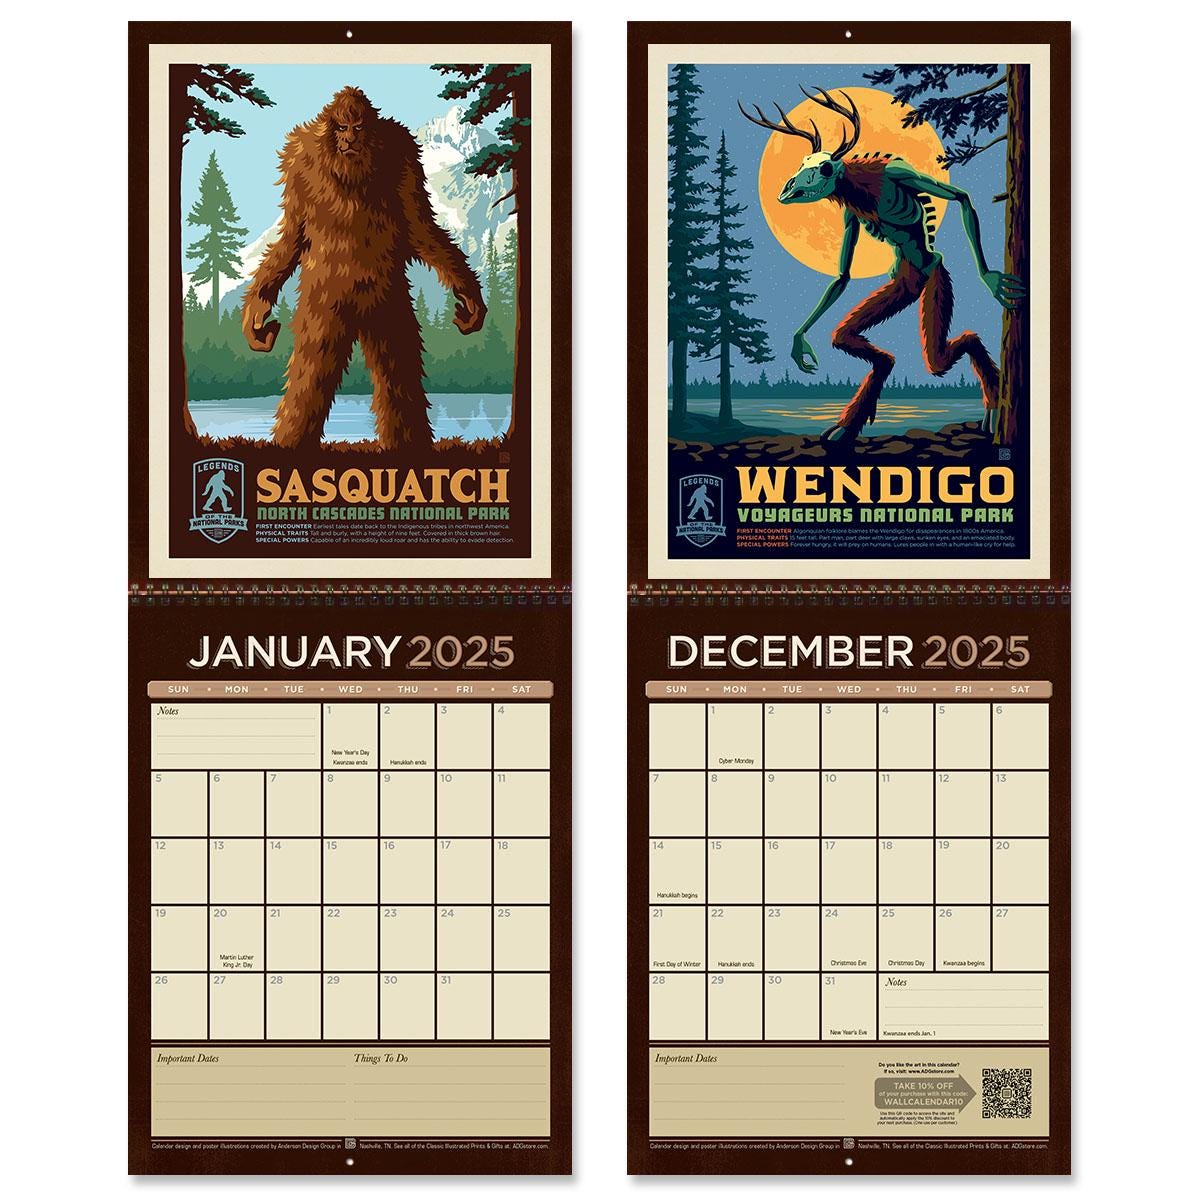 LEGENDS
OF THE
NATIONAL PARKS
SASQUATCH
NORTH CASCADES NATIONAL PARK
FIRST ENCOUNTER Earliest tales date back to the Indigenous tribes in northwest America.
PHYSICAL TRAITS Tall and burly, with a height of nine feet. Covered in thick brown hair.
SPECIAL POWERS Capable of an incredibly loud roar and has the ability to evade detection.
JANUARY 2025
SUN • MON • TUE • WED • THU • FRI • SAT
Notes
1 2 3 4
New Year's Day
Kwanzaa ends Hanukkah ends
5 6 7 8 9 10 11
12 13 14 15 16 17 18
19 20 21 22 23 24 25
Martin Luther
King Jr. Day
26 27 28 29 30 31
Important Dates Things To Do
Calendar design and poster illustrations created by Anderson Design Group in Nashville, TN. See all of the Classic Illustrated Prints & Gifts at: ADGstore.com.
LEGENDS
OF THE
NATIONAL PARKS
WENDIGO
VOYAGEURS NATIONAL PARK
FIRST ENCOUNTER Algonquian folklore blames the Wendigo for disappearances in 1800s America.
PHYSICAL TRAITS 15 feet tall. Part man, part deer with large claws, sunken eyes, and an emaciated body.
SPECIAL POWERS Forever hungry, it will prey on humans. Lures people in with a human-like cry for help.
DECEMBER 2025
SUN • MON • TUE • WED • THU • FRI • SAT
1 2 3 4 5 6
Cyber Monday
7 8 9 10 11 12 13
14 15 16 17 18 19 20
Hanukkah begins
21 22 23 24 25 26 27
First Day of Winter Hanukkah ends Christmas Eve Christmas Day Kwanzaa begins
28 29 30 31
Notes
New Year's Eve Kwanzaa ends Jan. 1
Important Dates
Do you like the art in this calendar?
If so, visit: www.ADGstore.com
TAKE 10% OFF
of your purchase with this code:
WALLCALENDAR10
Use this QR code to access the site and
automatically apply the 10% discount to
your next purchase. (One use per customer)
Calendar design and poster illustrations created by Anderson Design Group in Nashville, TN. See all of the Classic Illustrated Prints & Gifts at: ADGstore.com.